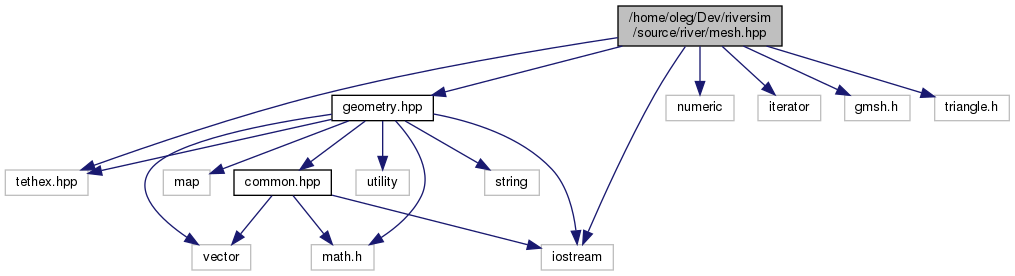 /home/oleg/Dev/riversim
/source/river/mesh.hpp
geometry.hpp
numeric
iterator
gmsh.h
triangle.h
tethex.hpp
map
common.hpp
utility
string
vector
math.h
iostream